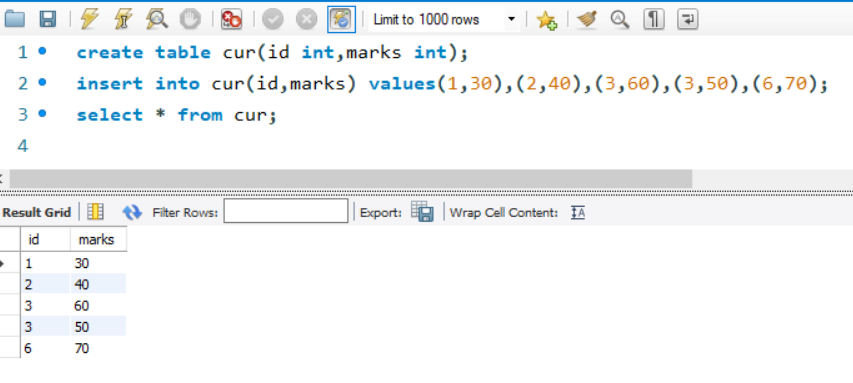 Limit to 1000 rows
1 create table cur(id int,marks int);
2 insert into cur(id,marks) values(1,30),(2,40),(3,60),(3,50),(6,70);
3 select * from cur;
4
Result Grid Filter Rows: Export: Wrap Cell Content: IA
id marks
1 30
2 40
3 60
3 50
6 70